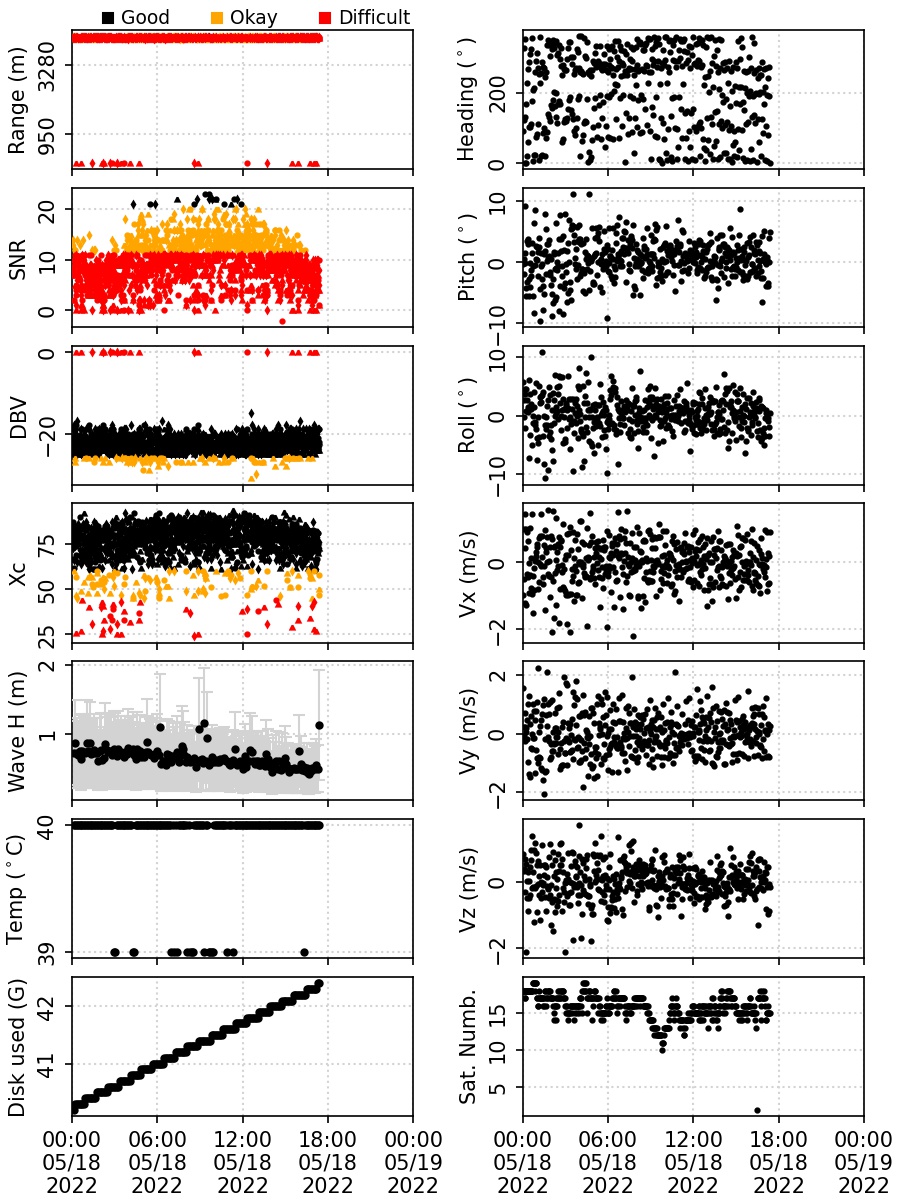 Good Okay Difficult
Range (m)
3280
950
SNR
20
10
0
DBV
0
−20
Xc
75
50
25
Wave H (m)
2
1
Temp (°C)
40
39
Disk used (G)
42
41
00:00 06:00 12:00 18:00 00:00
05/18 05/18 05/18 05/18 05/19
2022 2022 2022 2022 2022
Heading (°)
200
0
Pitch (°)
10
0
−10
Roll (°)
10
0
−10
Vx (m/s)
0
−2
Vy (m/s)
2
0
−2
Vz (m/s)
0
−2
Sat. Numb.
15
10
5
00:00 06:00 12:00 18:00 00:00
05/18 05/18 05/18 05/18 05/19
2022 2022 2022 2022 2022